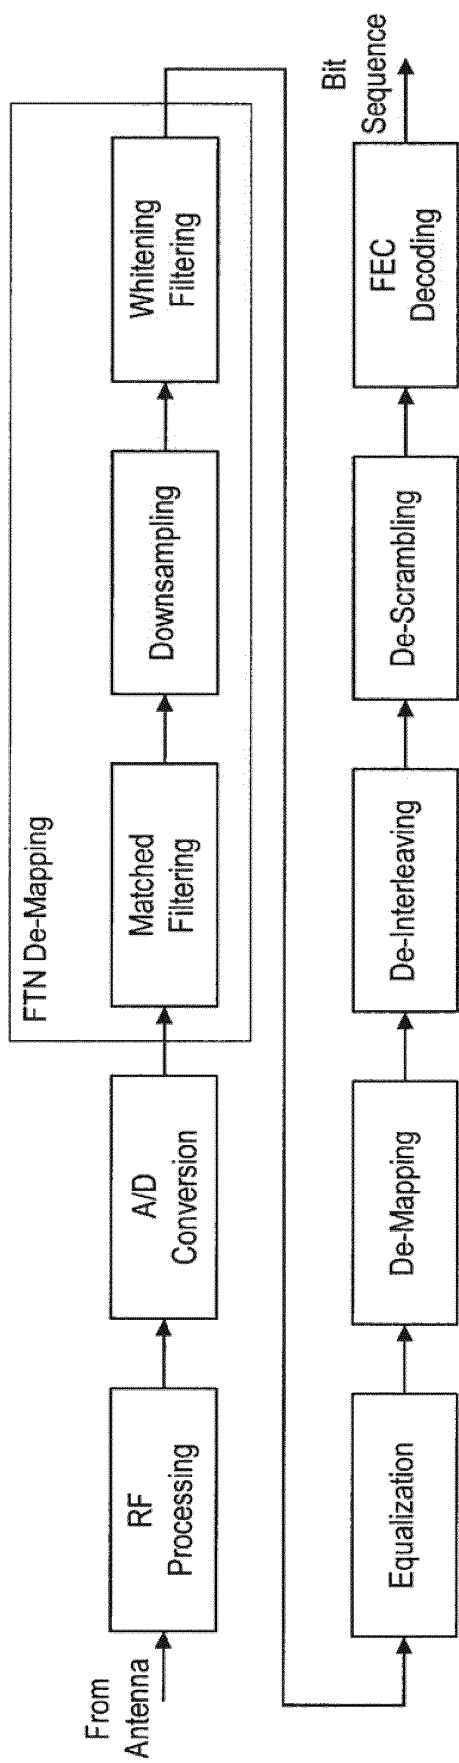 From
Antenna
RF
Processing
A/D
Conversion
FTN De-Mapping
Matched
Filtering
Downsampling
Whitening
Filtering
Equalization
De-Mapping
De-Interleaving
De-Scrambling
FEC
Decoding
Bit
Sequence